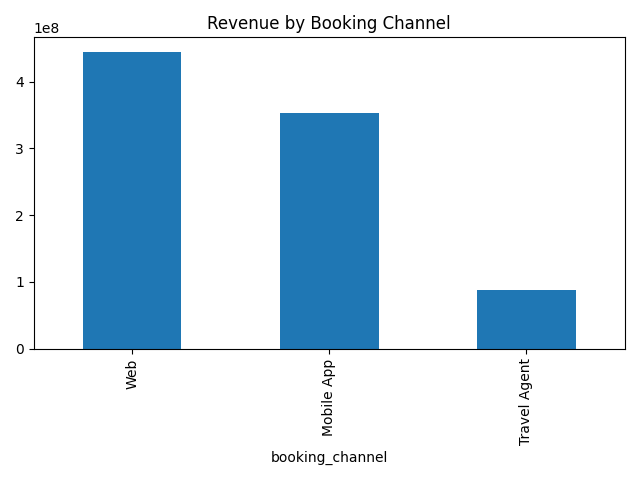 Revenue by Booking Channel
1e8
4
3
2
1
0
Web
Mobile App
Travel Agent
booking_channel